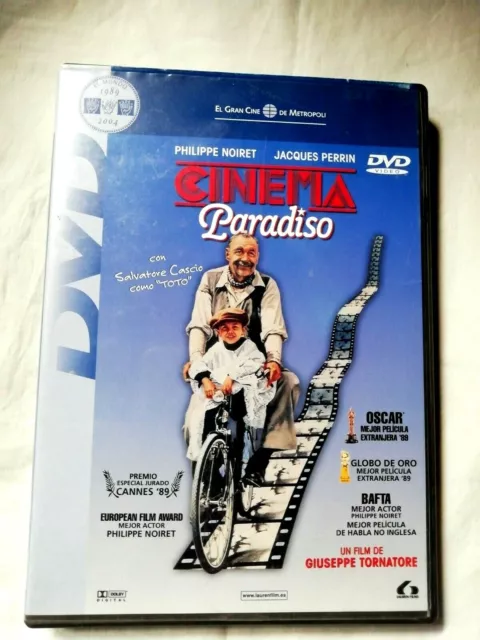 EL MUNDO
1989
2004
DVD
EL GRAN CINE DE METROPOLI
PHILIPPE NOIRET JACQUES PERRIN
DVD
VIDEO
CINEMA
Paradiso
con
Salvatore Cascio
como "TOTO"
OSCAR
MEJOR PELÍCULA
EXTRANJERA '89
GLOBO DE ORO
MEJOR PELÍCULA
EXTRANJERA '89
BAFTA
MEJOR ACTOR
PHILIPPE NOIRET
MEJOR PELÍCULA
DE HABLA NO INGLESA
PREMIO
ESPECIAL JURADO
CANNES '89
EUROPEAN FILM AWARD
MEJOR ACTOR
PHILIPPE NOIRET
UN FILM DE
GIUSEPPE TORNATORE
DOLBY
DIGITAL
www.laurenfilm.es